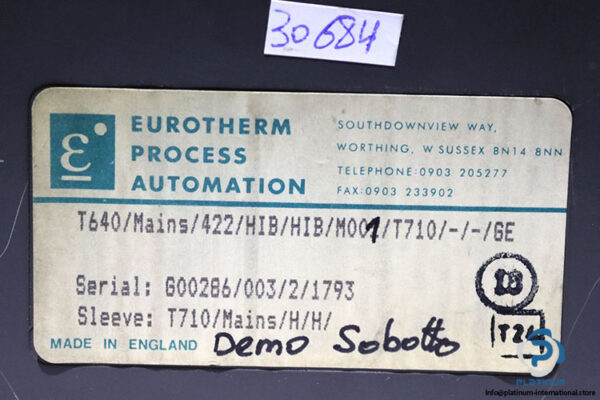 30684
EUROTHERM
PROCESS
AUTOMATION
SOUTHDOWNVIEW WAY,
WORTHING, W SUSSEX BN14 8NN
TELEPHONE:0903 205277
FAX:0903 233902
T640/Mains/422/HIB/HIB/M001/T710/-/-/GE
Serial: G00286/003/2/1793
Sleeve: T710/Mains/H/H/
MADE IN ENGLAND
Demo Sobotto
18
PLATINUM
info@platinum-international.store